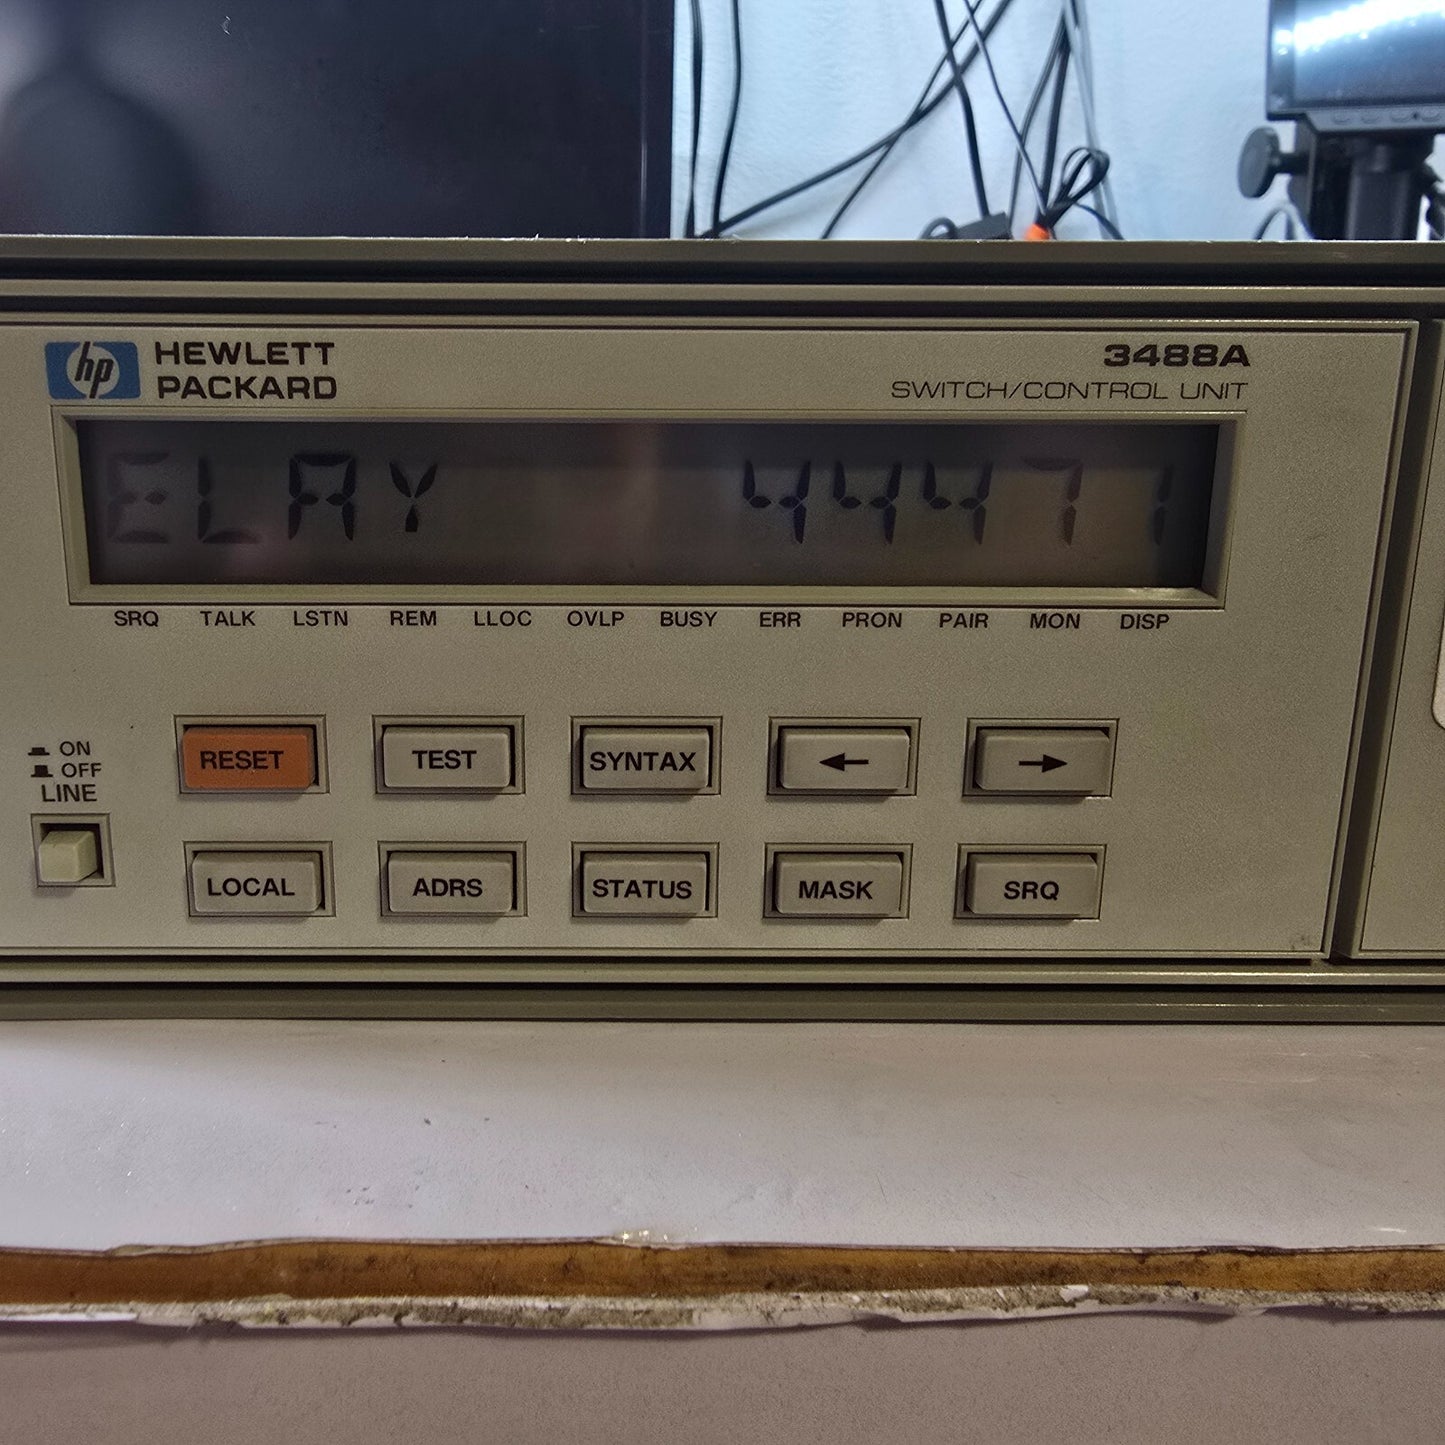 hp HEWLETT
PACKARD
3488A
SWITCH/CONTROL UNIT
ELAY 44471
SRQ TALK LSTN REM LLOC OVLP BUSY ERR PRON PAIR MON DISP
ON
OFF
LINE
RESET TEST SYNTAX ← →
LOCAL ADRS STATUS MASK SRQ